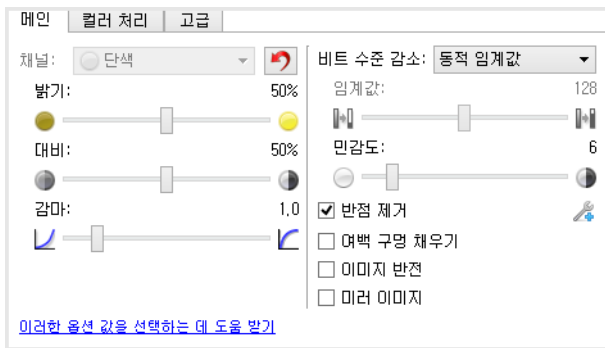 메인 컬러 처리 고급
채널: 단색
밝기: 50%
대비: 50%
감마: 1,0
비트 수준 감소: 동적 임계값
임계값: 128
민감도: 6
반점 제거
여백 구멍 채우기
이미지 반전
미러 이미지
이러한 옵션 값을 선택하는 데 도움 받기